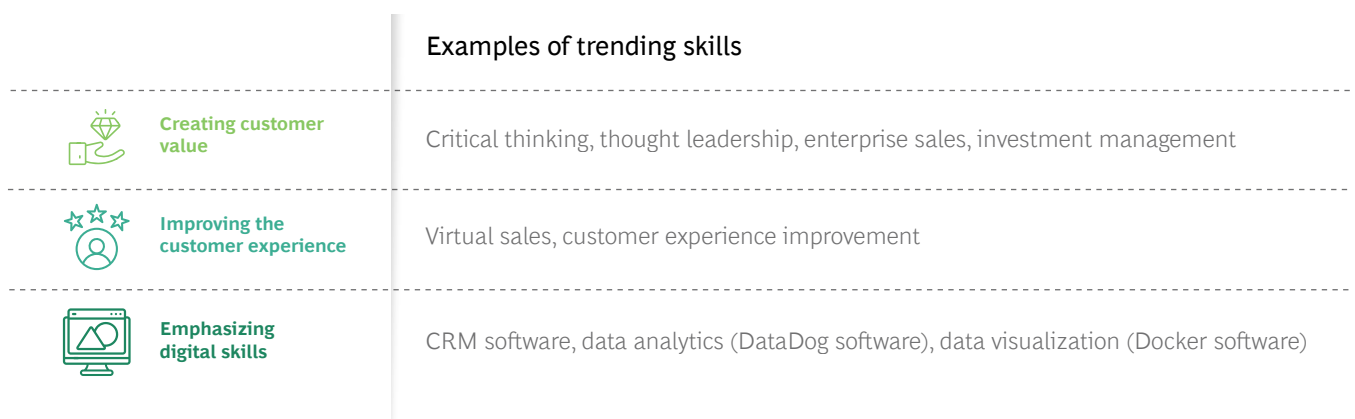 Examples of trending skills
Creating customer
value
Critical thinking, thought leadership, enterprise sales, investment management
Improving the
customer experience
Virtual sales, customer experience improvement
Emphasizing
digital skills
CRM software, data analytics (DataDog software), data visualization (Docker software)